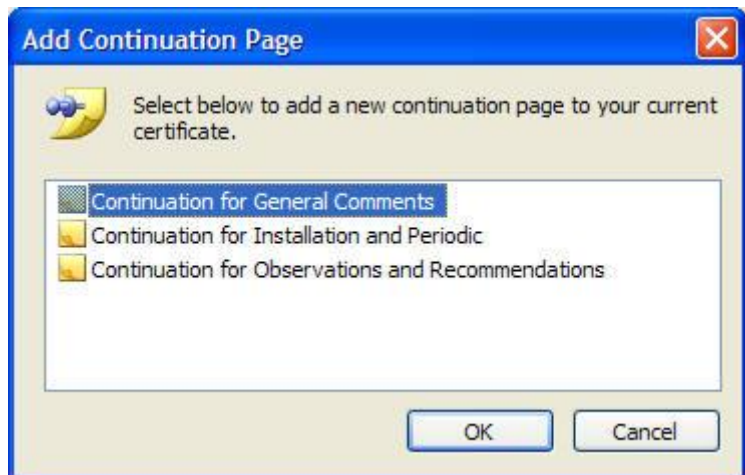 Add Continuation Page
Select below to add a new continuation page to your current
certificate.
Continuation for General Comments
Continuation for Installation and Periodic
Continuation for Observations and Recommendations
OK
Cancel